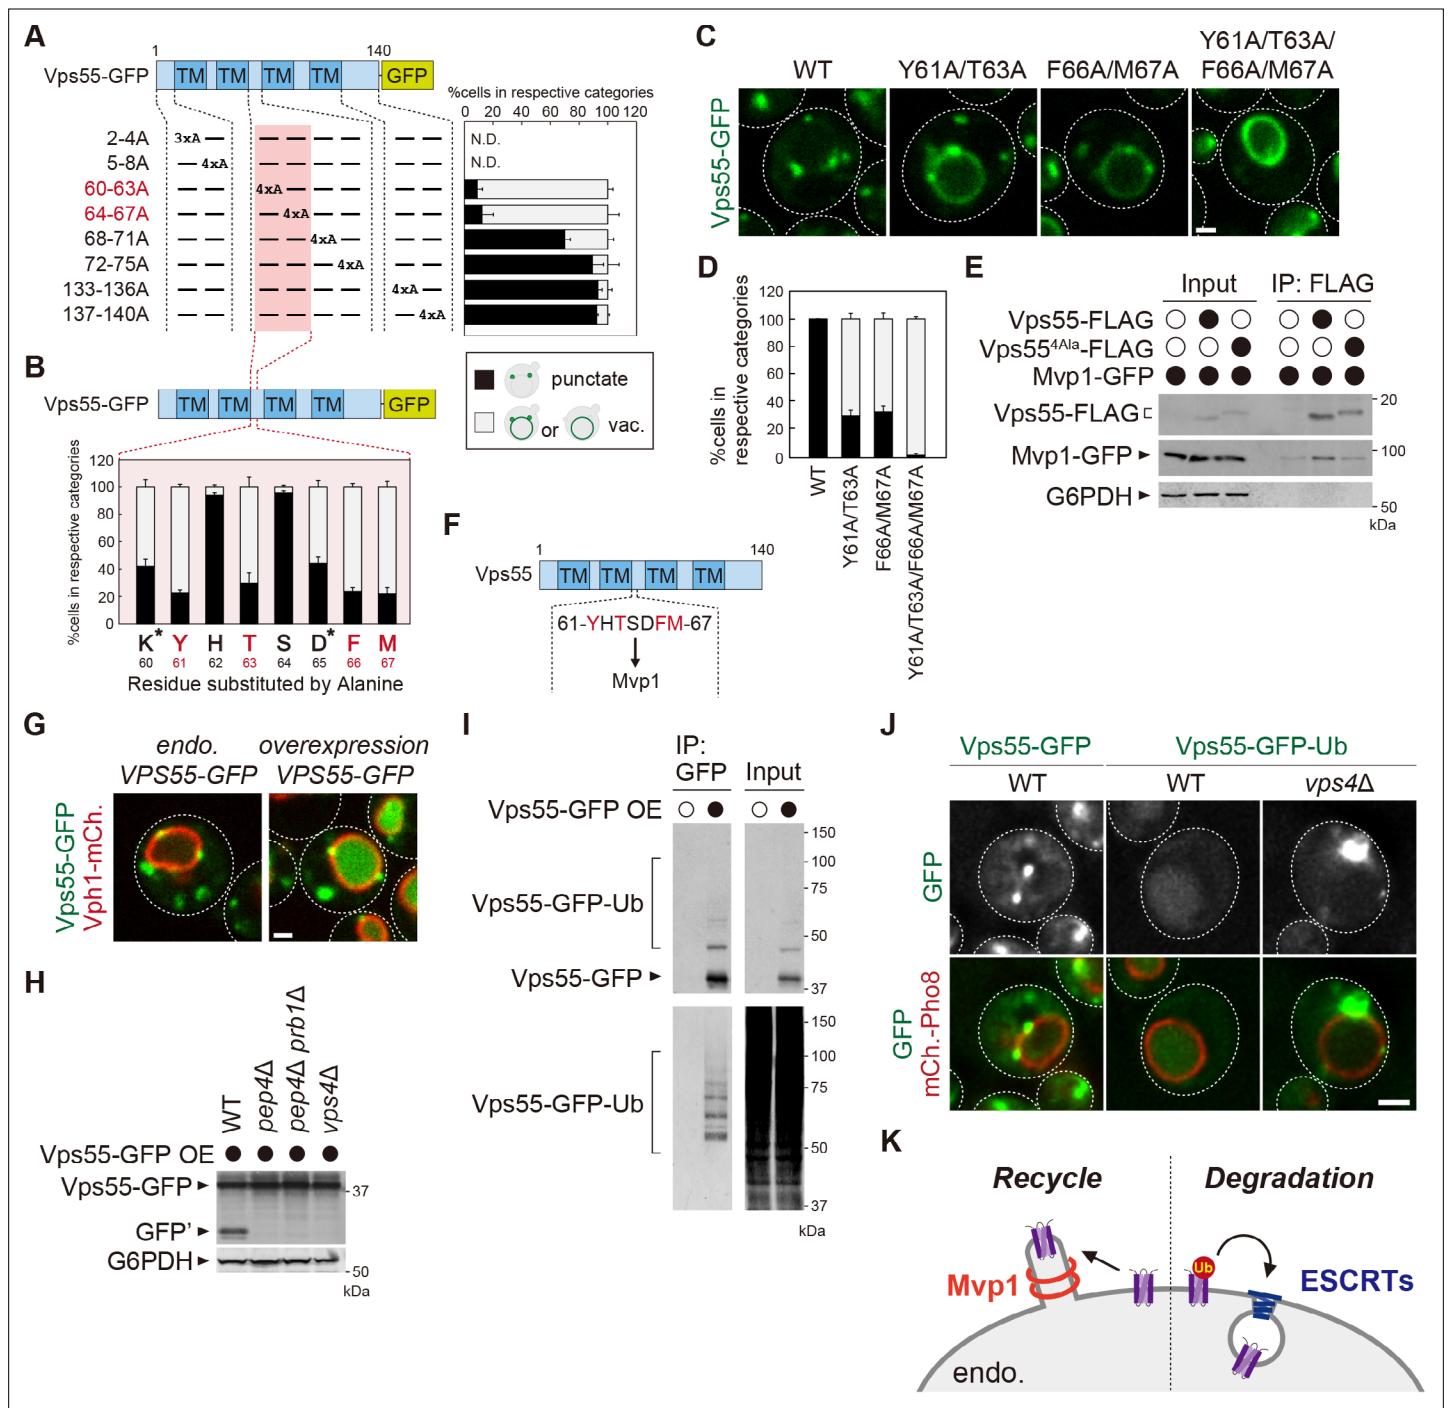 A
1
140
Vps55-GFP
TM TM TM TM GFP
%cells in respective categories
0 20 40 60 80 100 120
2-4A 3xA N.D.
5-8A 4xA N.D.
60-63A 4xA
64-67A 4xA
68-71A 4xA
72-75A 4xA
133-136A 4xA
137-140A 4xA
punctate
or vac.
B
Vps55-GFP
TM TM TM TM GFP
%cells in respective categories
120
100
80
60
40
20
0
K* Y H T S D* F M
60 61 62 63 64 65 66 67
Residue substituted by Alanine
C
WT
Y61A/T63A
F66A/M67A
Y61A/T63A/
F66A/M67A
Vps55-GFP
D
%cells in
respective categories
120
100
80
60
40
20
0
WT
Y61A/T63A
F66A/M67A
Y61A/T63A/F66A/M67A
E
Input IP: FLAG
Vps55-FLAG
Vps554Ala-FLAG
Mvp1-GFP
Vps55-FLAG
20
Mvp1-GFP
100
G6PDH
50
kDa
F
1
140
Vps55
TM TM TM TM
61-YHTSDFM-67
Mvp1
G
endo.
VPS55-GFP
overexpression
VPS55-GFP
Vps55-GFP
Vph1-mCh.
H
WT
pep4Δ
pep4Δ prb1Δ
vps4Δ
Vps55-GFP OE
Vps55-GFP
37
GFP'
G6PDH
50
kDa
I
IP:
GFP Input
Vps55-GFP OE
150
100
75
Vps55-GFP-Ub
50
Vps55-GFP
37
150
100
75
Vps55-GFP-Ub
50
37
kDa
J
Vps55-GFP Vps55-GFP-Ub
WT WT vps4Δ
GFP
GFP
mCh.-Pho8
K
Recycle Degradation
Mvp1
Ub
ESCRTs
endo.